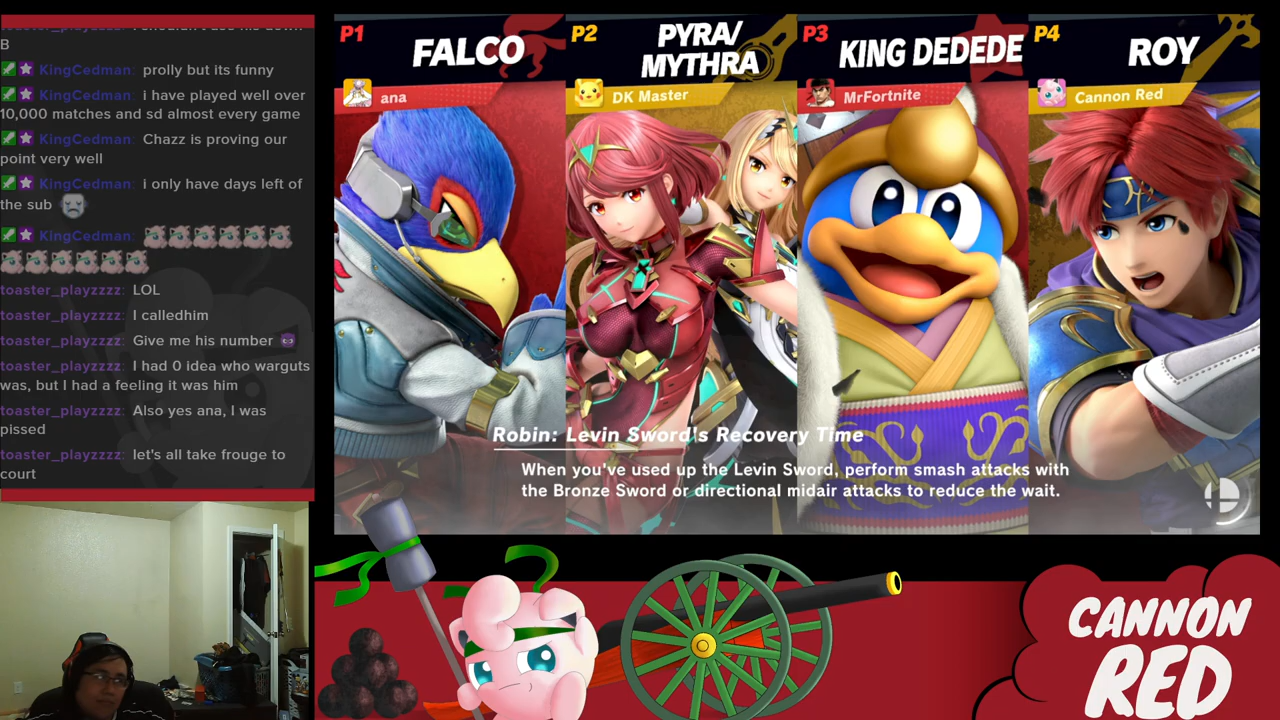 B
KingCedman: prolly but its funny
KingCedman: i have played well over
10,000 matches and sd almost every game
KingCedman: Chazz is proving our
point very well
KingCedman: i only have days left of
the sub
KingCedman:
toaster_playzzzz: LOL
toaster_playzzzz: I calledhim
toaster_playzzzz: Give me his number
toaster_playzzzz: I had 0 idea who warguts
was, but I had a feeling it was him
toaster_playzzzz: Also yes ana, I was
pissed
toaster_playzzzz: let's all take frouge to
court
P1
FALCO
ana
P2
PYRA/
MYTHRA
DK Master
P3
KING DEDEDE
MrFortnite
P4
ROY
Cannon Red
Robin: Levin Sword's Recovery Time
When you've used up the Levin Sword, perform smash attacks with
the Bronze Sword or directional midair attacks to reduce the wait.
CANNON
RED